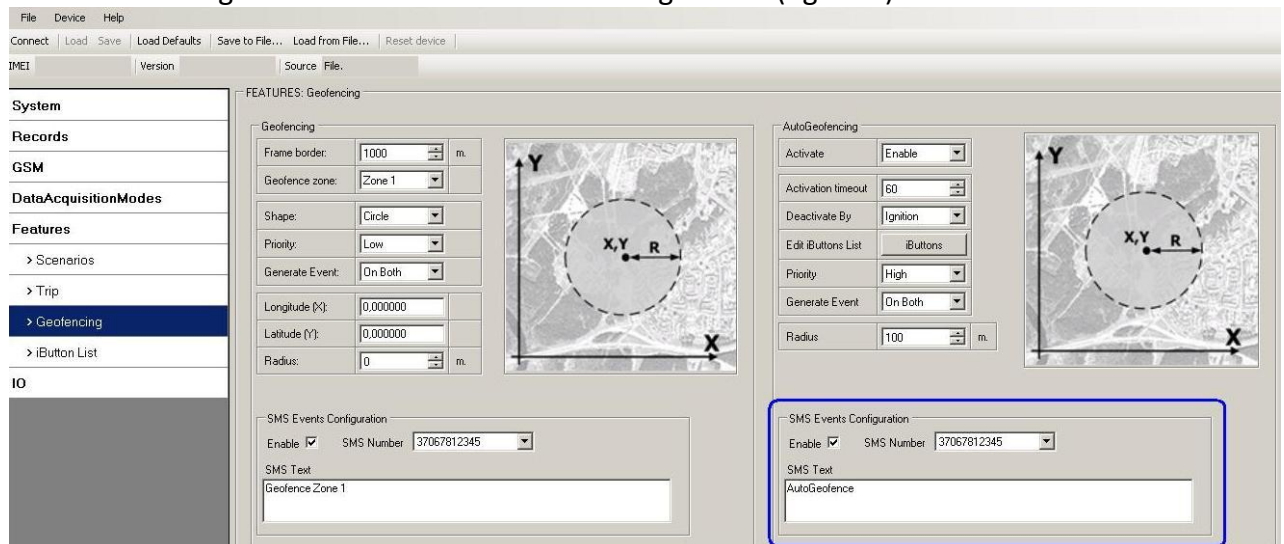 File Device Help
Connect Load Save Load Defaults Save to File... Load from File... Reset device
IMEI Version Source File.
System
Records
GSM
DataAcquisitionModes
Features
> Scenarios
> Trip
> Geofencing
> iButton List
IO
FEATURES: Geofencing
Geofencing
Frame border: 1000 m.
Geofence zone: Zone 1
Shape: Circle
Priority: Low
Generate Event: On Both
Longitude (X): 0,000000
Latitude (Y): 0,000000
Radius: 0 m.
Y
X,Y R
X
SMS Events Configuration
Enable SMS Number 37067812345
SMS Text
Geofence Zone 1
AutoGeofencing
Activate Enable
Activation timeout 60
Deactivate By Ignition
Edit iButtons List iButtons
Priority High
Generate Event On Both
Radius 100 m.
Y
X,Y R
X
SMS Events Configuration
Enable SMS Number 37067812345
SMS Text
AutoGeofence